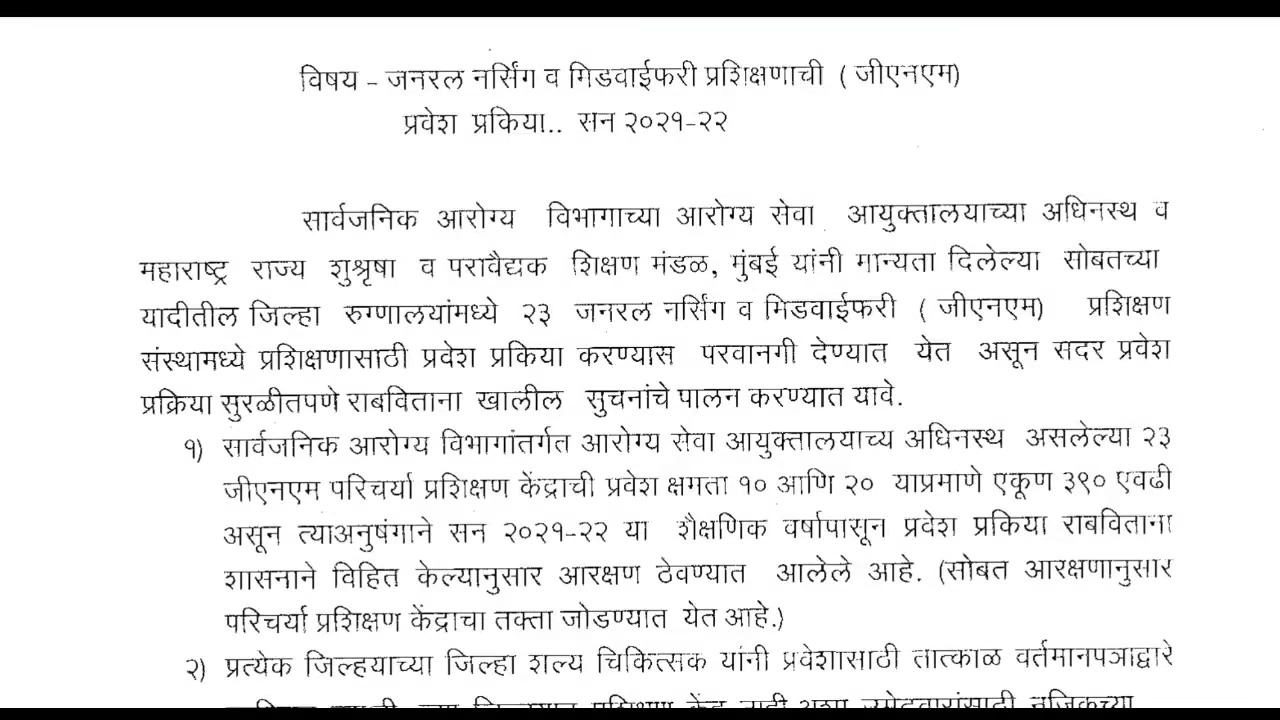 विषय – जनरल नर्सिंग व मिडवाईफरी प्रशिक्षणाची ( जीएनएम)
प्रवेश प्रकिया.. सन २०२१-२२
सार्वजनिक आरोग्य विभागाच्या आरोग्य सेवा आयुक्तालयाच्या अधिनस्थ व
महाराष्ट्र राज्य शुश्रृषा व परावैद्यक शिक्षण मंडळ, मुंबई यांनी मान्यता दिलेल्या सोबतच्या
यादीतील जिल्हा रुग्णालयांमध्ये २३ जनरल नर्सिंग व मिडवाईफरी ( जीएनएम) प्रशिक्षण
संस्थामध्ये प्रशिक्षणासाठी प्रवेश प्रकिया करण्यास परवानगी देण्यात येत असून सदर प्रवेश
प्रक्रिया सुरळीतपणे राबविताना खालील सुचनांचे पालन करण्यात यावे.
१) सार्वजनिक आरोग्य विभागांतर्गत आरोग्य सेवा आयुक्तालयाच्य अधिनस्थ असलेल्या २३
जीएनएम परिचर्या प्रशिक्षण केंद्राची प्रवेश क्षमता १० आणि २० याप्रमाणे एकूण ३९० एवढी
असून त्याअनुषंगाने सन २०२१-२२ या शैक्षणिक वर्षापासून प्रवेश प्रकिया राबविताना
शासनाने विहित केल्यानुसार आरक्षण ठेवण्यात आलेले आहे. (सोबत आरक्षणानुसार
परिचर्या प्रशिक्षण केंद्राचा तक्ता जोडण्यात येत आहे.)
२) प्रत्येक जिल्हयाच्या जिल्हा शल्य चिकित्सक यांनी प्रवेशासाठी तात्काळ वर्तमानपत्राद्वारे